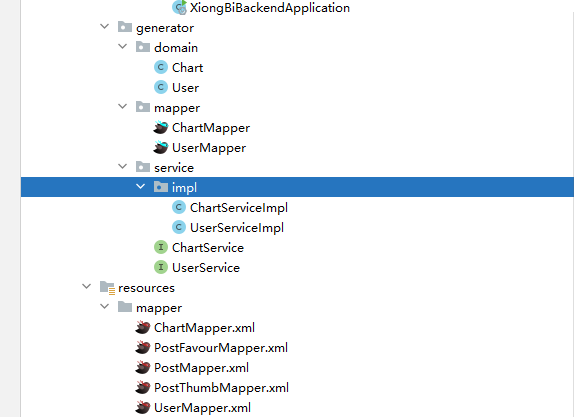 XiongBiBackendApplication
generator
domain
Chart
User
mapper
ChartMapper
UserMapper
service
impl
ChartServiceImpl
UserServiceImpl
ChartService
UserService
resources
mapper
ChartMapper.xml
PostFavourMapper.xml
PostMapper.xml
PostThumbMapper.xml
UserMapper.xml